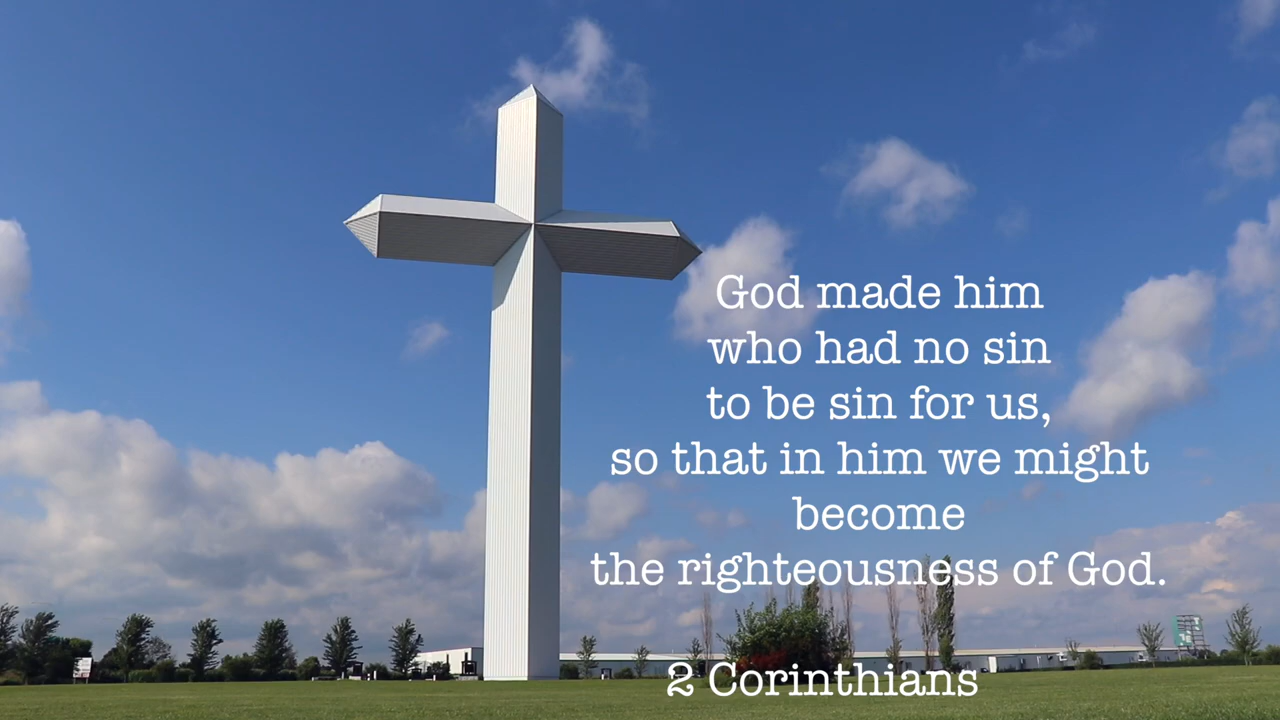 God made him
who had no sin
to be sin for us,
so that in him we might
become
the righteousness of God.
2 Corinthians